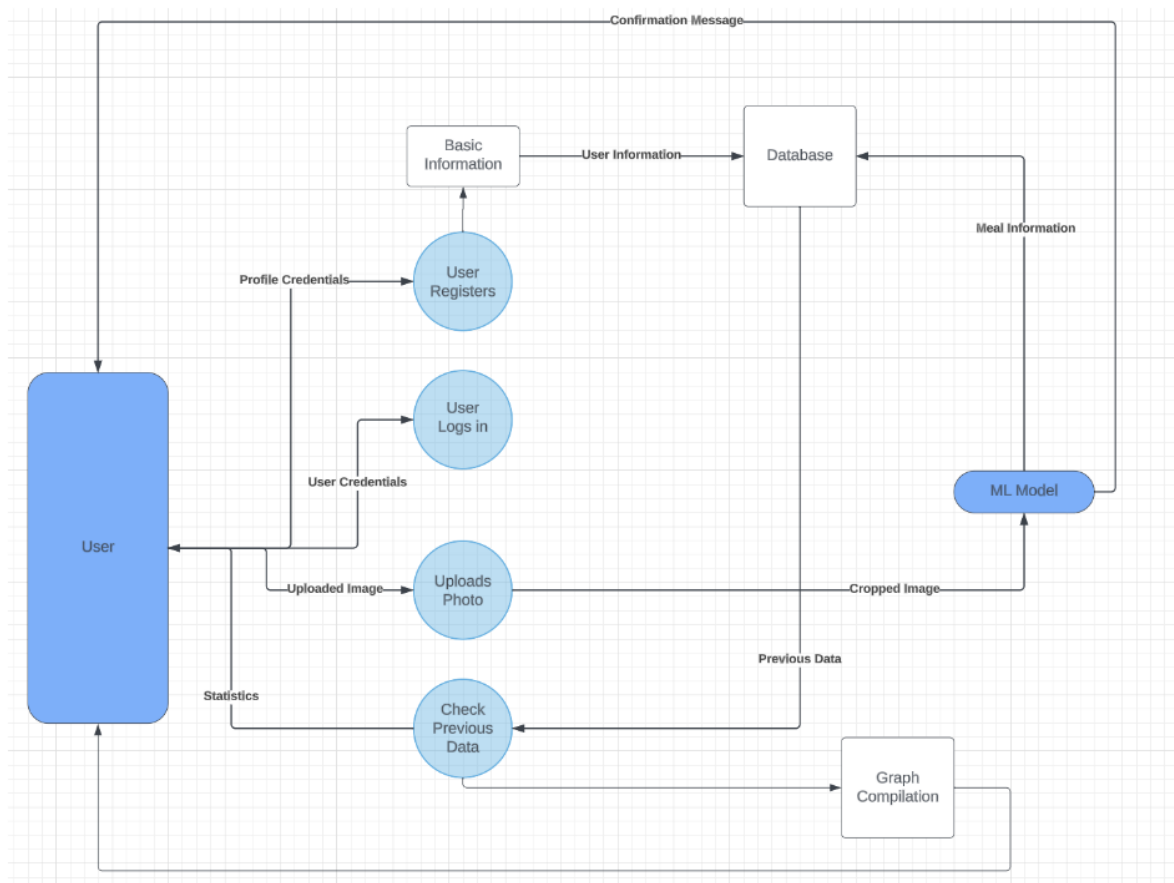 Confirmation Message
Basic
Information
User Information
Database
Meal Information
Profile Credentials
User
Registers
User
Logs in
User Credentials
ML Model
User
Uploaded Image
Uploads
Photo
Cropped Image
Previous Data
Statistics
Check
Previous
Data
Graph
Compilation